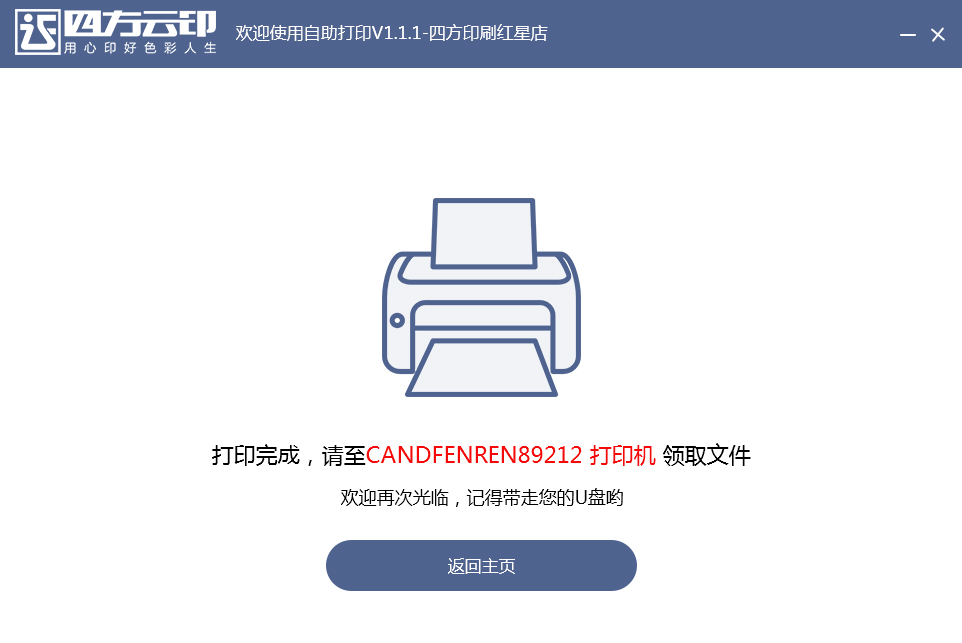 四方云印
用心印好色彩人生
欢迎使用自助打印V1.1.1-四方印刷红星店
打印完成，请至CANDFENREN89212 打印机 领取文件
欢迎再次光临，记得带走您的U盘哟
返回主页